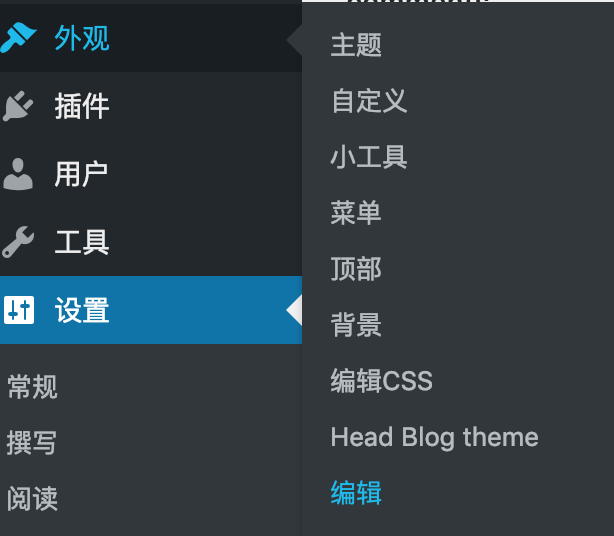 外观
插件
用户
工具
设置
常规
撰写
阅读
主题
自定义
小工具
菜单
顶部
背景
编辑CSS
Head Blog theme
编辑